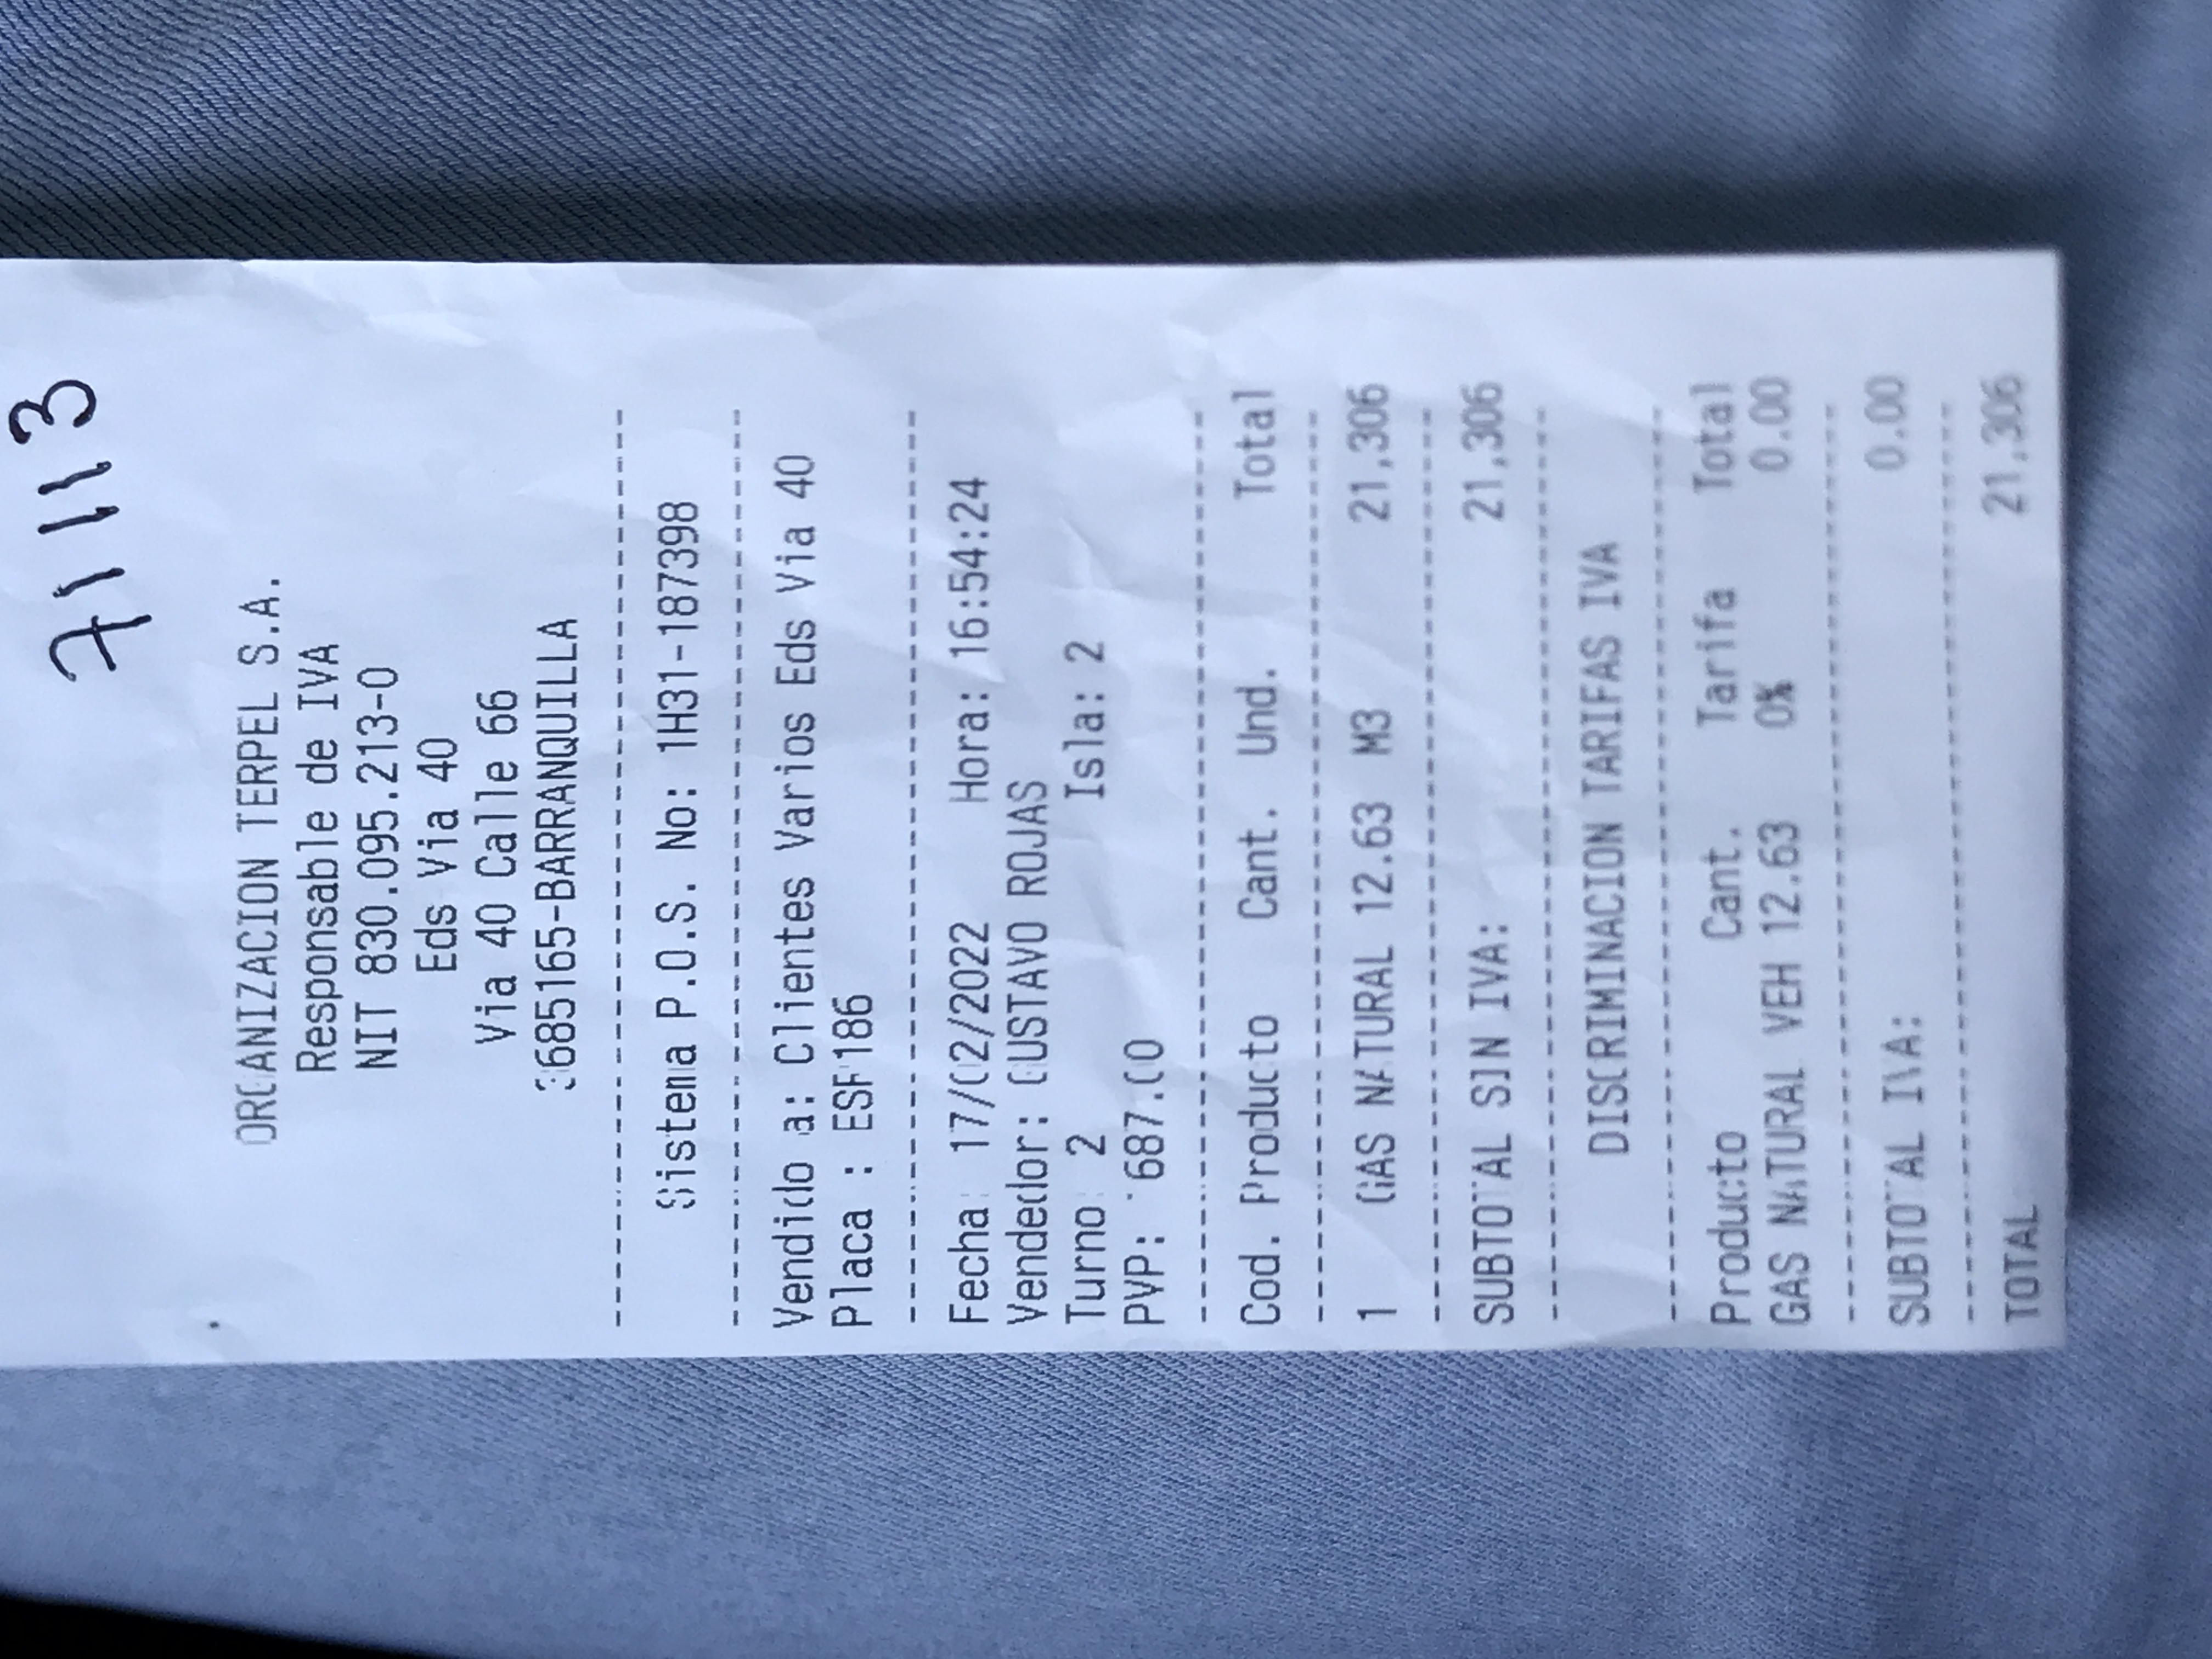 71113
ORGANIZACION TERPEL S.A.
Responsable de IVA
NIT 830.095.213-0
Eds Via 40
Via 40 Calle 66
3685165-BARRANQUILLA
Sistema P.O.S. No: 1H31-187398
Vendido a: Clientes Varios Eds Via 40
Placa : ESF186
Fecha: 17/02/2022 Hora: 16:54:24
Vendedor: GUSTAVO ROJAS
Turno 2 Isla: 2
PVP: 1687.00
Cod. Producto Cant. Und. Total
1 GAS NATURAL 12.63 M3 21,306
SUBTOTAL SIN IVA: 21,306
DISCRIMINACION TARIFAS IVA
Producto Cant. Tarifa Total
GAS NATURAL VEH 12.63 0% 0.00
SUBTOTAL IVA: 0.00
TOTAL 21,306